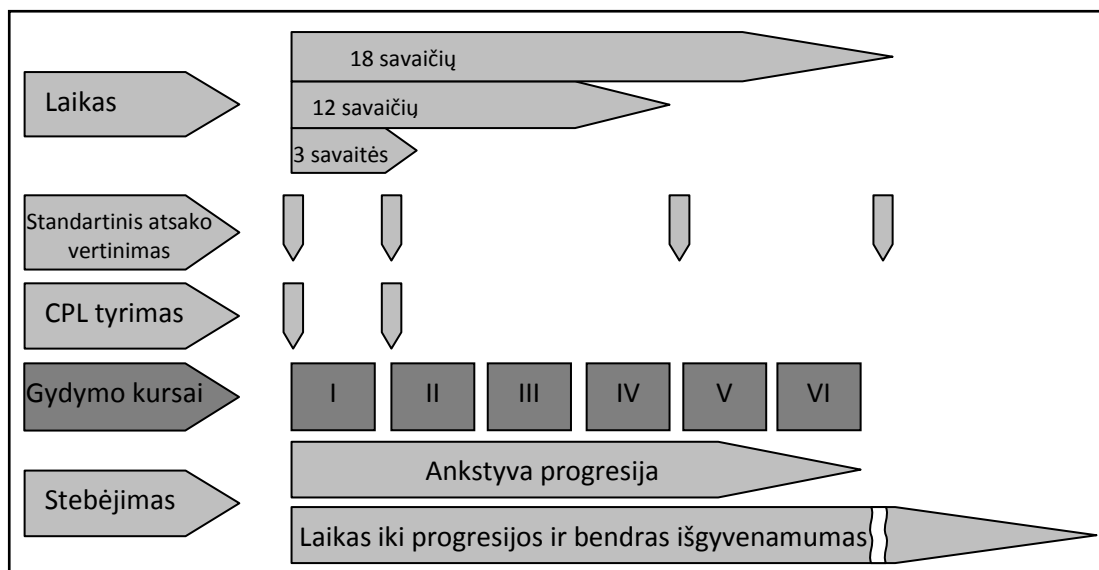 18 savaičių
Laikas
12 savaičių
3 savaitės
Standartinis atsako
vertinimas
CPL tyrimas
Gydymo kursai
I
II
III
IV
V
VI
Ankstyva progresija
Stebėjimas
Laikas iki progresijos ir bendras išgyvenamumas